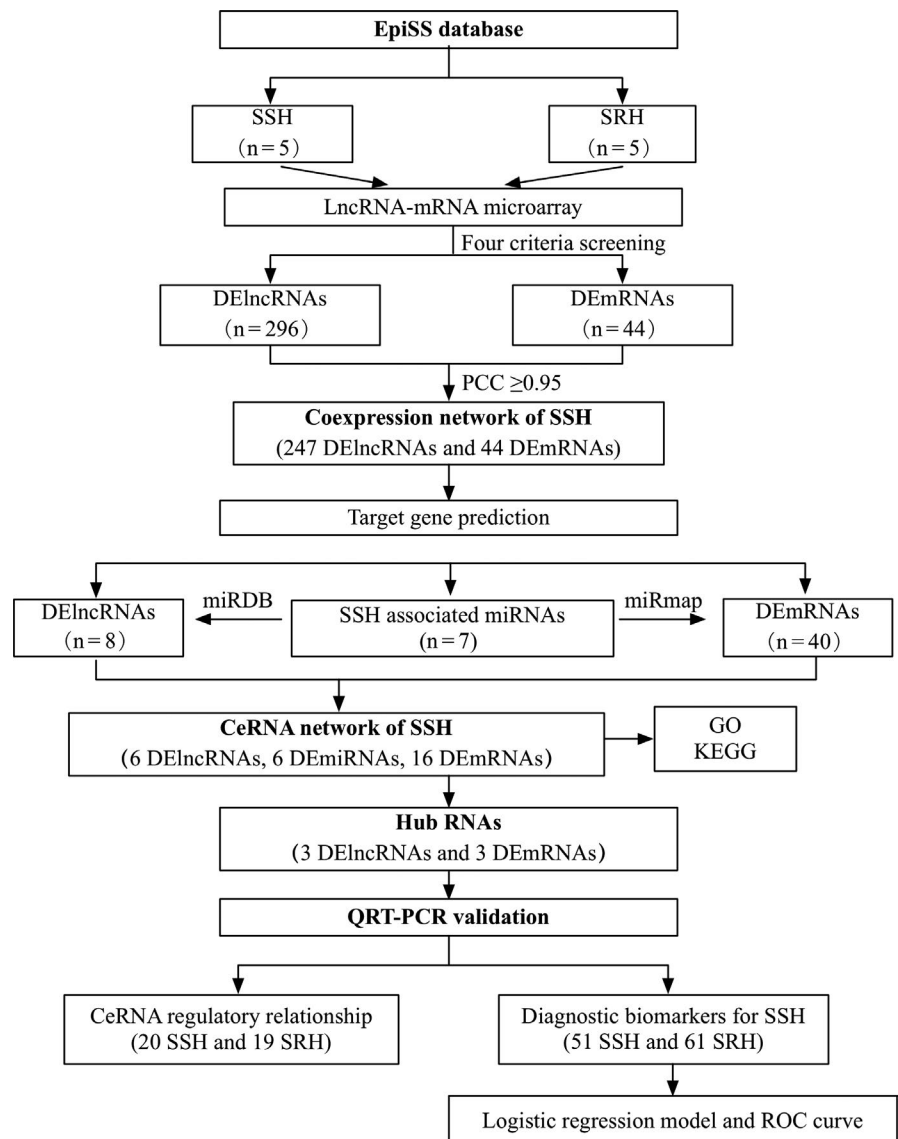 EpiSS database
SSH
(n=5)
SRH
(n=5)
LncRNA-mRNA microarray
Four criteria screening
DElncRNAs
(n=296)
DEmRNAs
(n=44)
PCC ≥0.95
Coexpression network of SSH
(247 DElncRNAs and 44 DEmRNAs)
Target gene prediction
DElncRNAs
(n=8)
miRDB
SSH associated miRNAs
(n=7)
miRmap
DEmRNAs
(n=40)
CeRNA network of SSH
(6 DElncRNAs, 6 DEmiRNAs, 16 DEmRNAs)
GO
KEGG
Hub RNAs
(3 DElncRNAs and 3 DEmRNAs)
QRT-PCR validation
CeRNA regulatory relationship
(20 SSH and 19 SRH)
Diagnostic biomarkers for SSH
(51 SSH and 61 SRH)
Logistic regression model and ROC curve